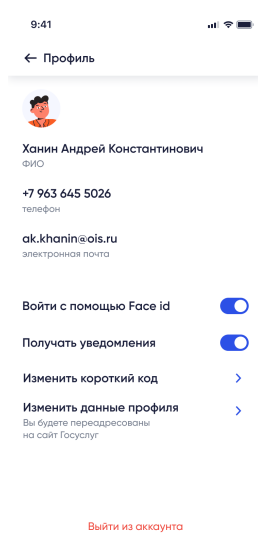 9:41
Профиль
Ханин Андрей Константинович
ФИО
+7 963 645 5026
телефон
ak.khanin@ois.ru
электронная почта
Войти с помощью Face id
Получать уведомления
Изменить короткий код
Изменить данные профиля
Вы будете переадресованы
на сайт Госуслуг
Выйти из аккаунта